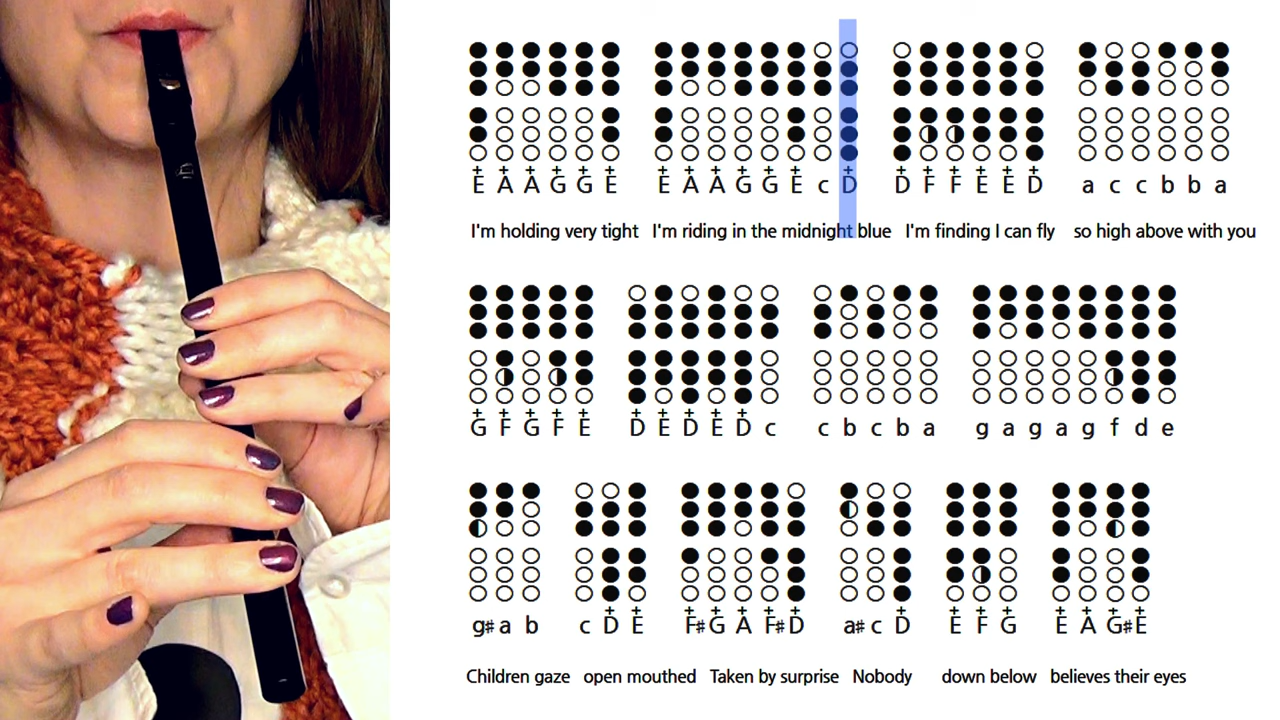 + + + + + + + + + + + + + + + + + + + +
E A A G G E E A A G G E c D D F F E E D a c c b b a
I'm holding very tight I'm riding in the midnight blue I'm finding I can fly so high above with you
+ + + + + + + + + +
G F G F E D E D E D c c b c b a g a g a g f d e
+ + + + + + + + + + + + + + +
g# a b c D E F# G A F# D a# c D E F G E A G# E
Children gaze open mouthed Taken by surprise Nobody down below believes their eyes